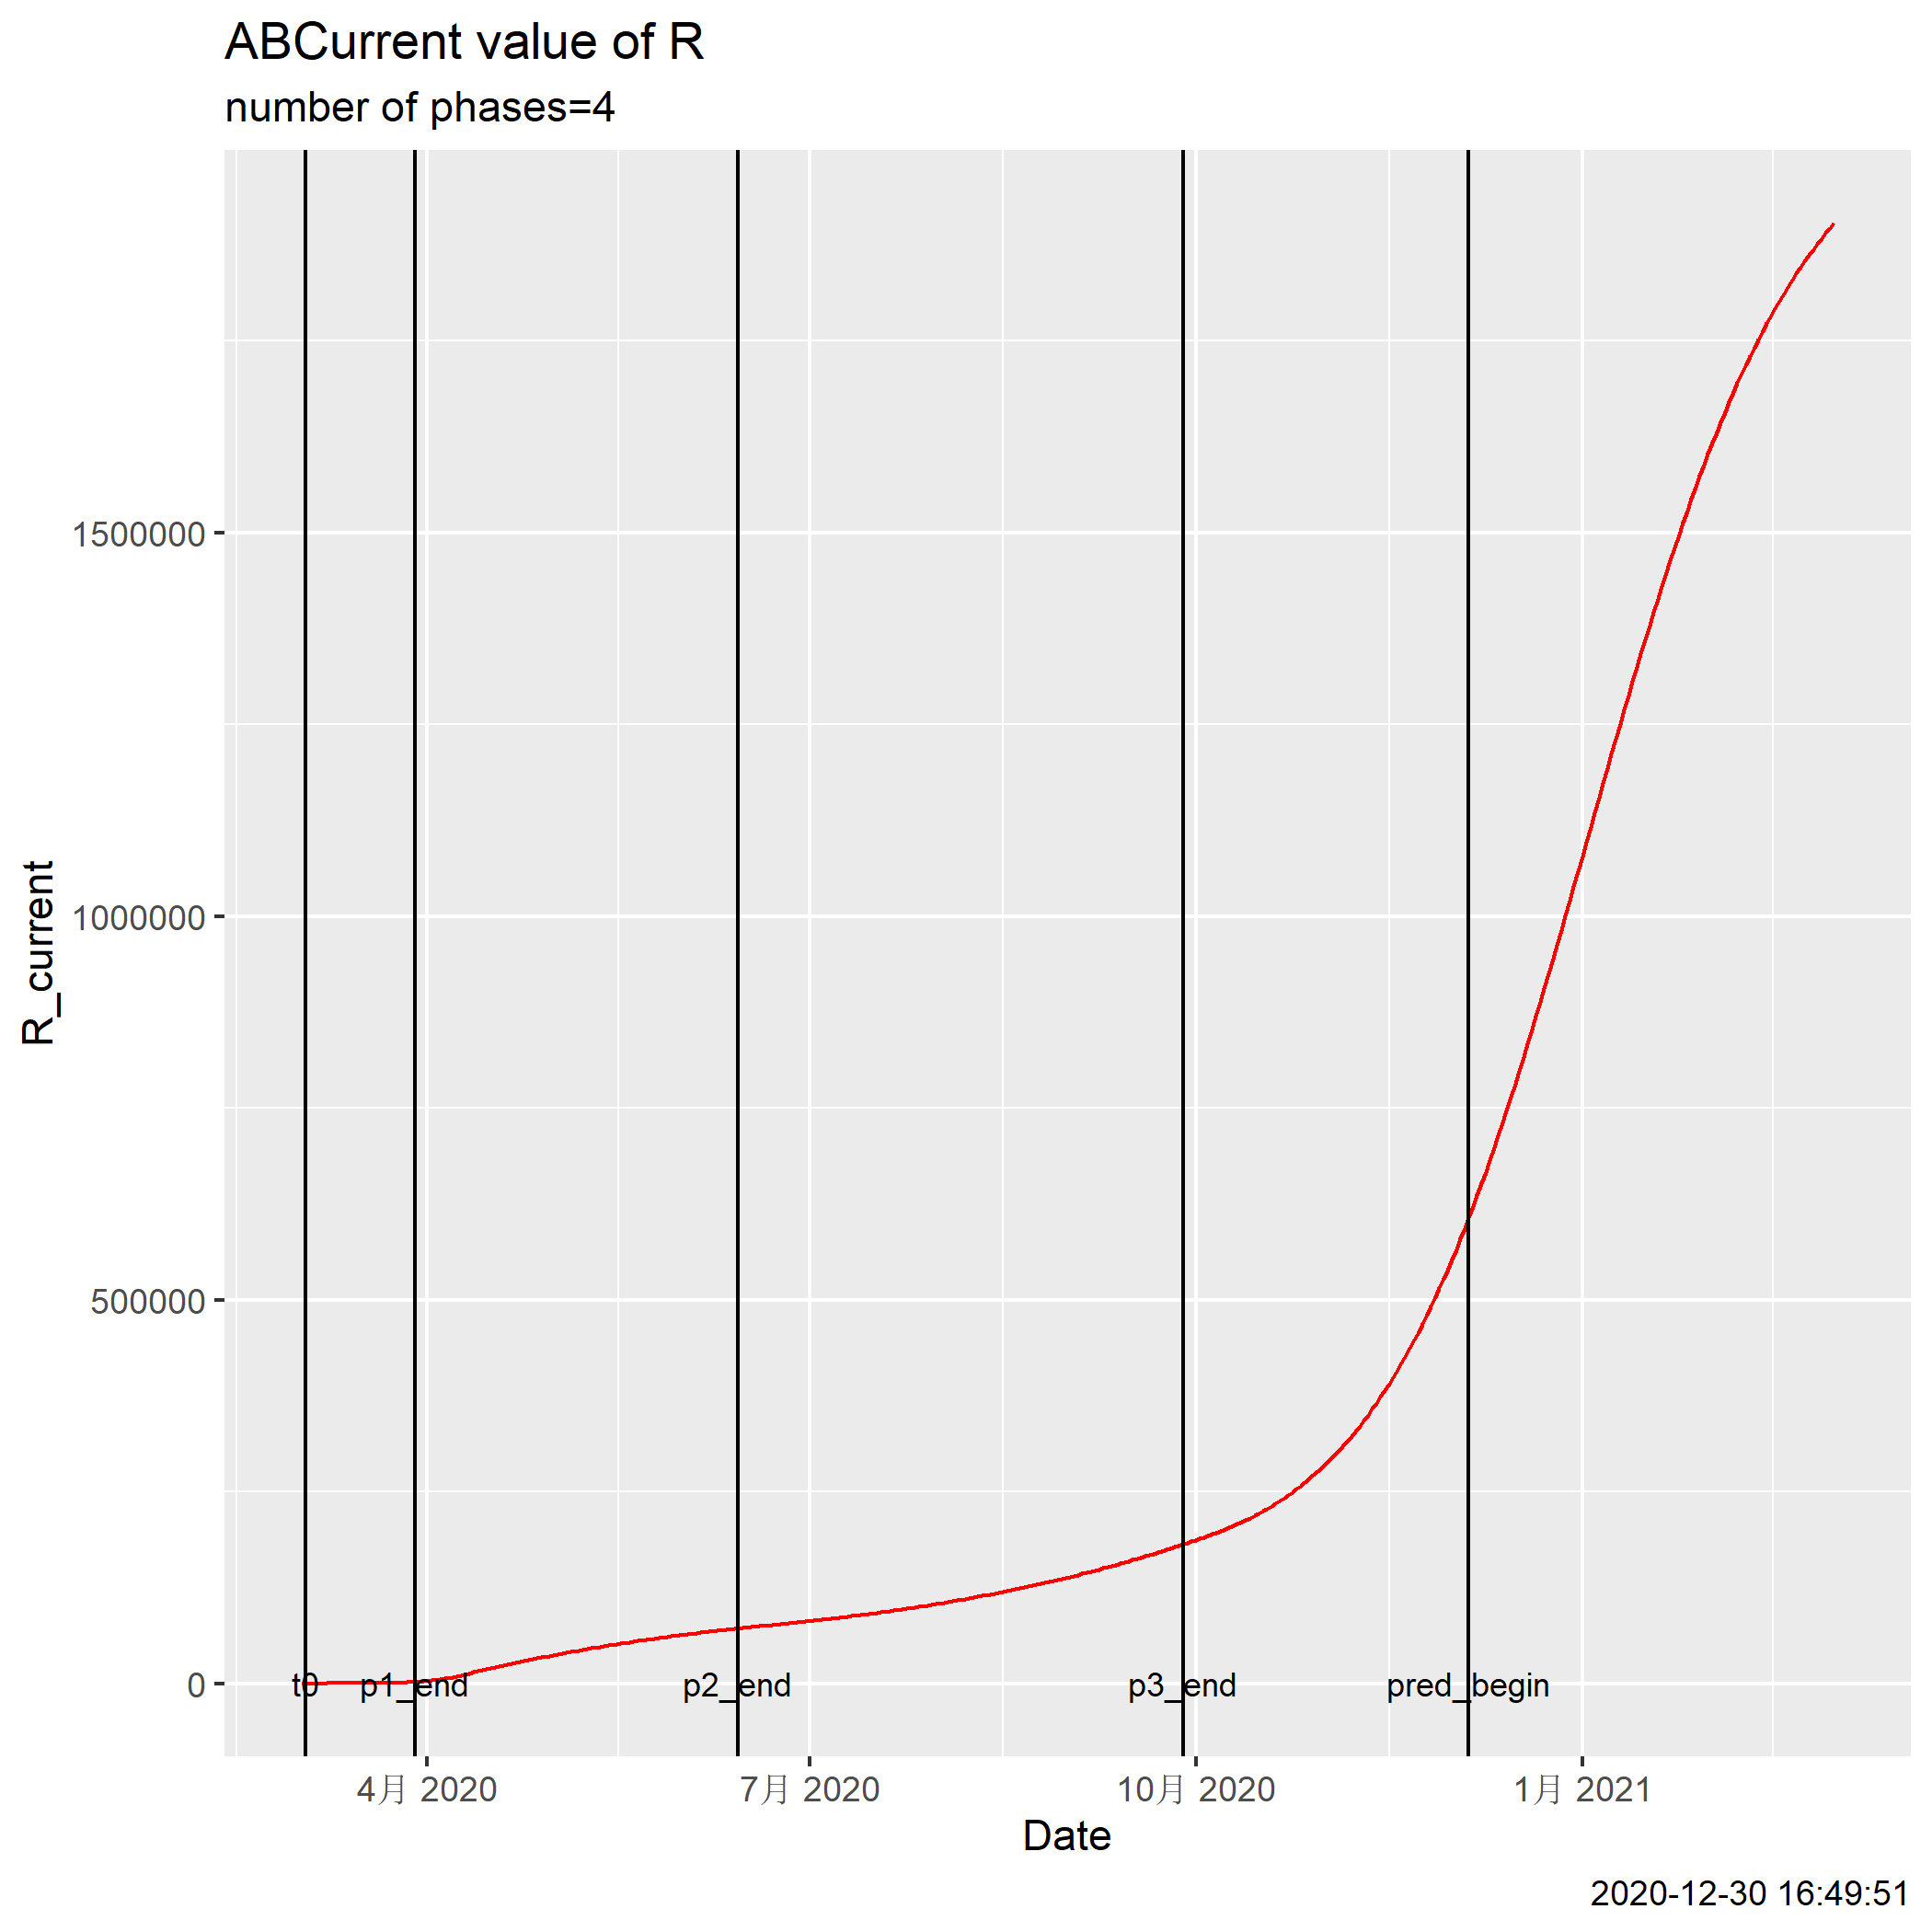 ABCurrent value of R
number of phases=4
R_current
1500000
1000000
500000
0
t0
p1_end
p2_end
p3_end
pred_begin
4月 2020
7月 2020
10月 2020
1月 2021
Date
2020-12-30 16:49:51